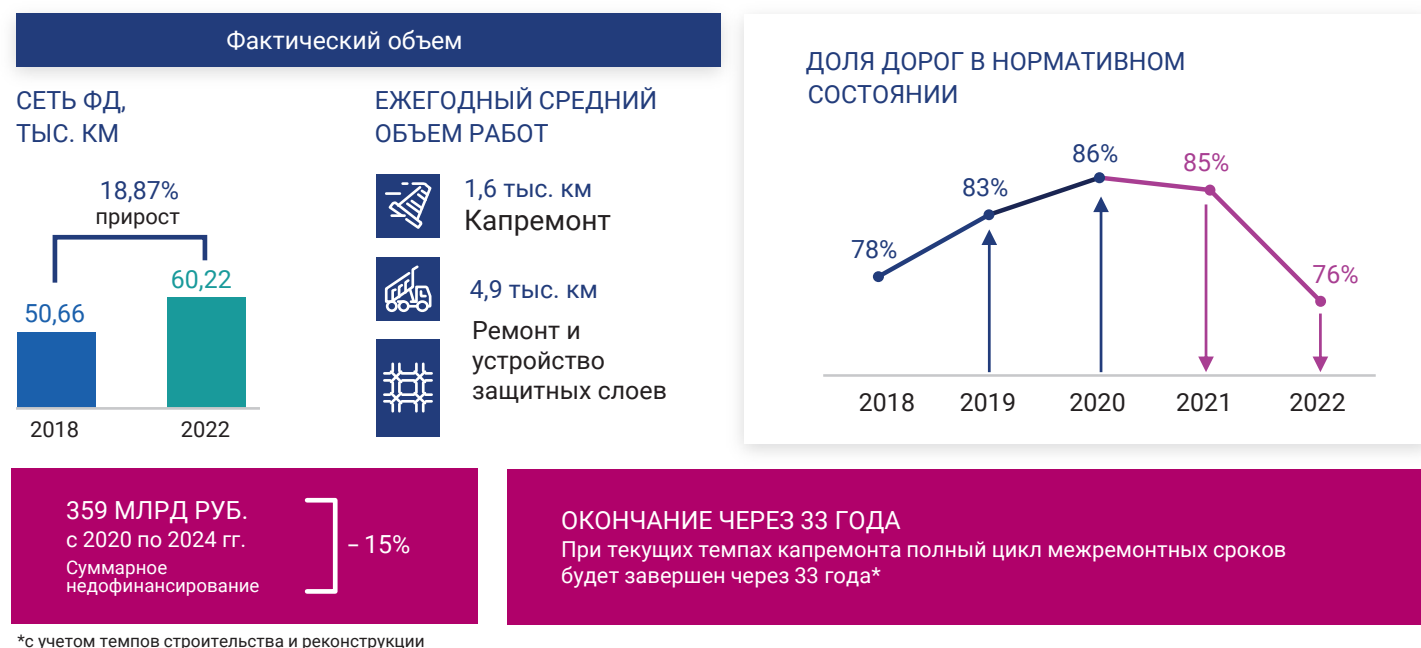 Фактический объем
СЕТЬ ФД,
ТЫС. КМ
18,87%
прирост
50,66
60,22
2018
2022
ЕЖЕГОДНЫЙ СРЕДНИЙ
ОБЪЕМ РАБОТ
1,6 тыс. км
Капремонт
4,9 тыс. км
Ремонт и
устройство
защитных слоев
ДОЛЯ ДОРОГ В НОРМАТИВНОМ
СОСТОЯНИИ
78%
83%
86%
85%
76%
2018
2019
2020
2021
2022
359 МЛРД РУБ.
с 2020 по 2024 гг.
Суммарное
недофинансирование
– 15%
ОКОНЧАНИЕ ЧЕРЕЗ 33 ГОДА
При текущих темпах капремонта полный цикл межремонтных сроков
будет завершен через 33 года*
*с учетом темпов строительства и реконструкции